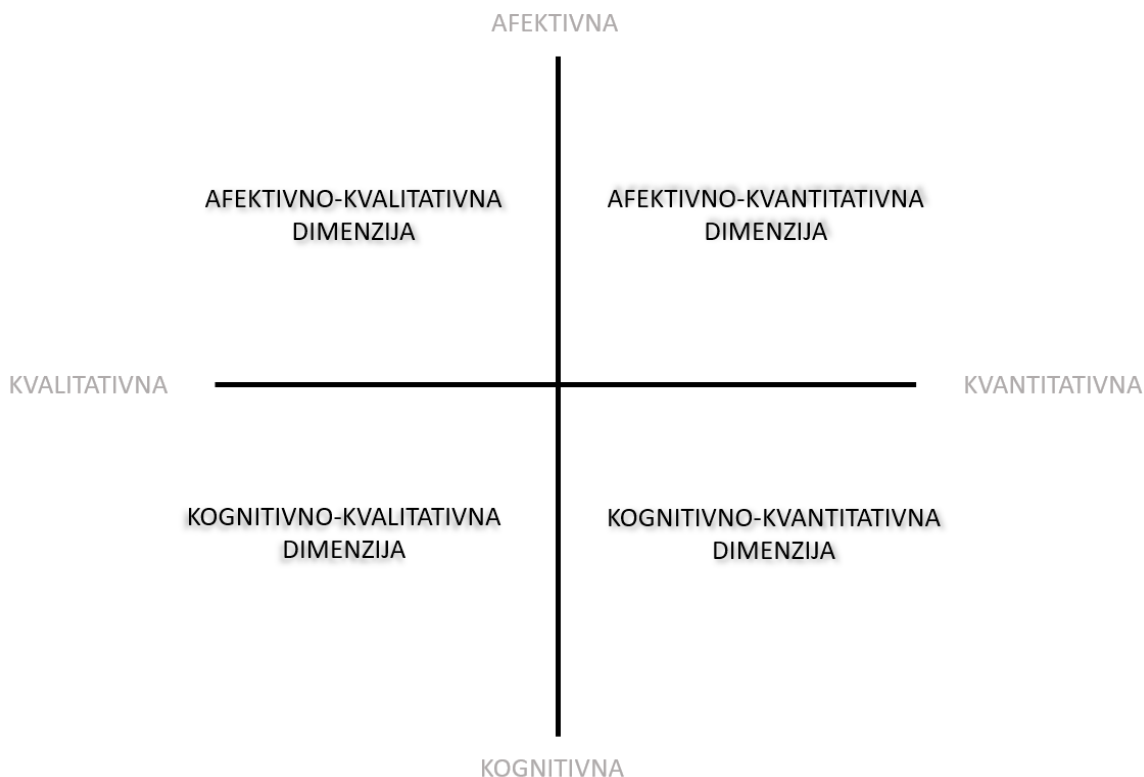 AFEKTIVNA
AFEKTIVNO-KVALITATIVNA
DIMENZIJA
AFEKTIVNO-KVANTITATIVNA
DIMENZIJA
KVALITATIVNA
KVANTITATIVNA
KOGNITIVNO-KVALITATIVNA
DIMENZIJA
KOGNITIVNO-KVANTITATIVNA
DIMENZIJA
KOGNITIVNA